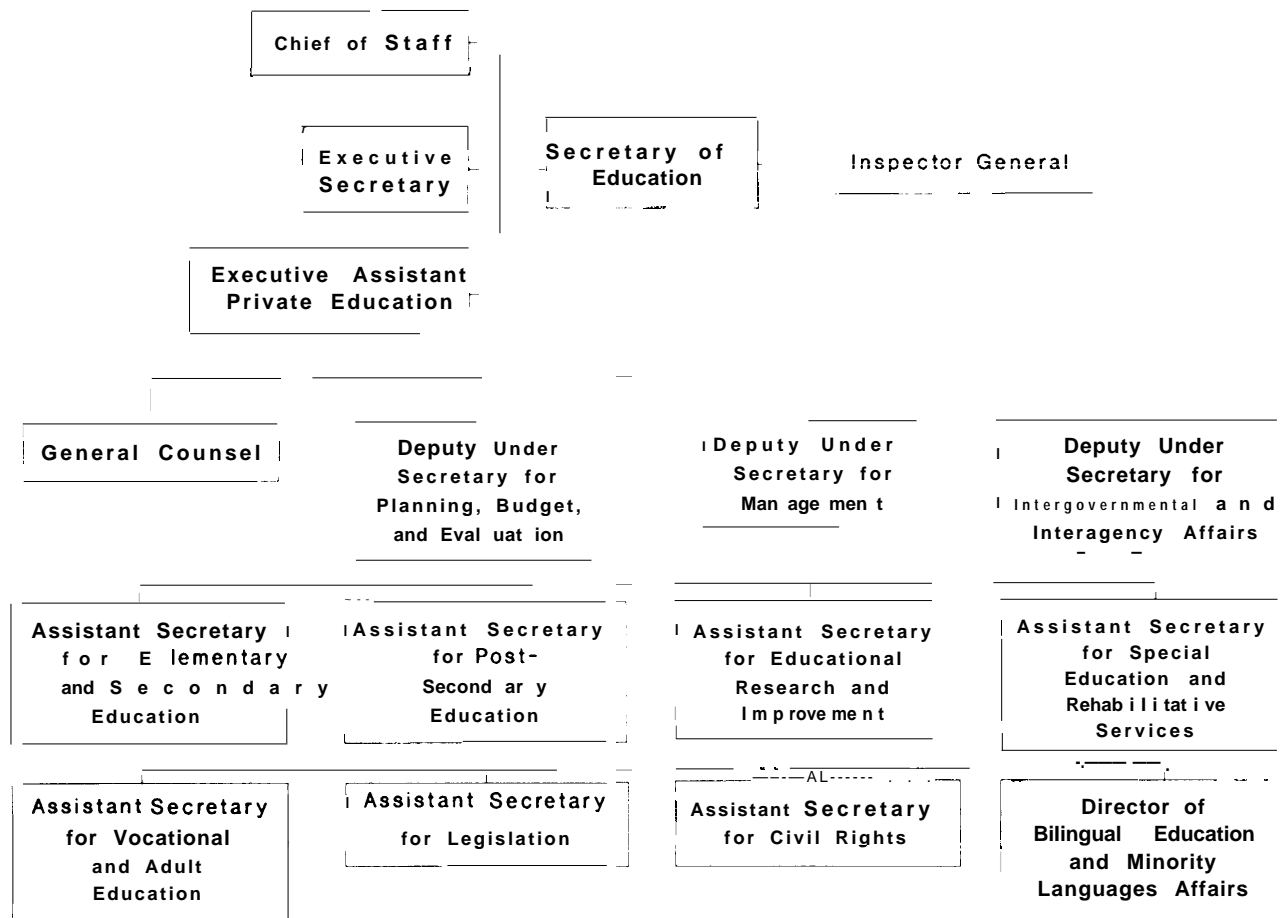 Chief of Staff
Executive
Secretary
Secretary of
Education
Inspector General
Executive Assistant
Private Education
General Counsel
Deputy Under
Secretary for
Planning, Budget,
and Evaluation
Deputy Under
Secretary for
Management
Deputy Under
Secretary for
Intergovernmental and
Interagency Affairs
Assistant Secretary
for Elementary
and Secondary
Education
Assistant Secretary
for Post-
Secondary
Education
Assistant Secretary
for Educational
Research and
Improvement
Assistant Secretary
for Special
Education and
Rehabilitative
Services
Assistant Secretary
for Vocational
and Adult
Education
Assistant Secretary
for Legislation
Assistant Secretary
for Civil Rights
Director of
Bilingual Education
and Minority
Languages Affairs